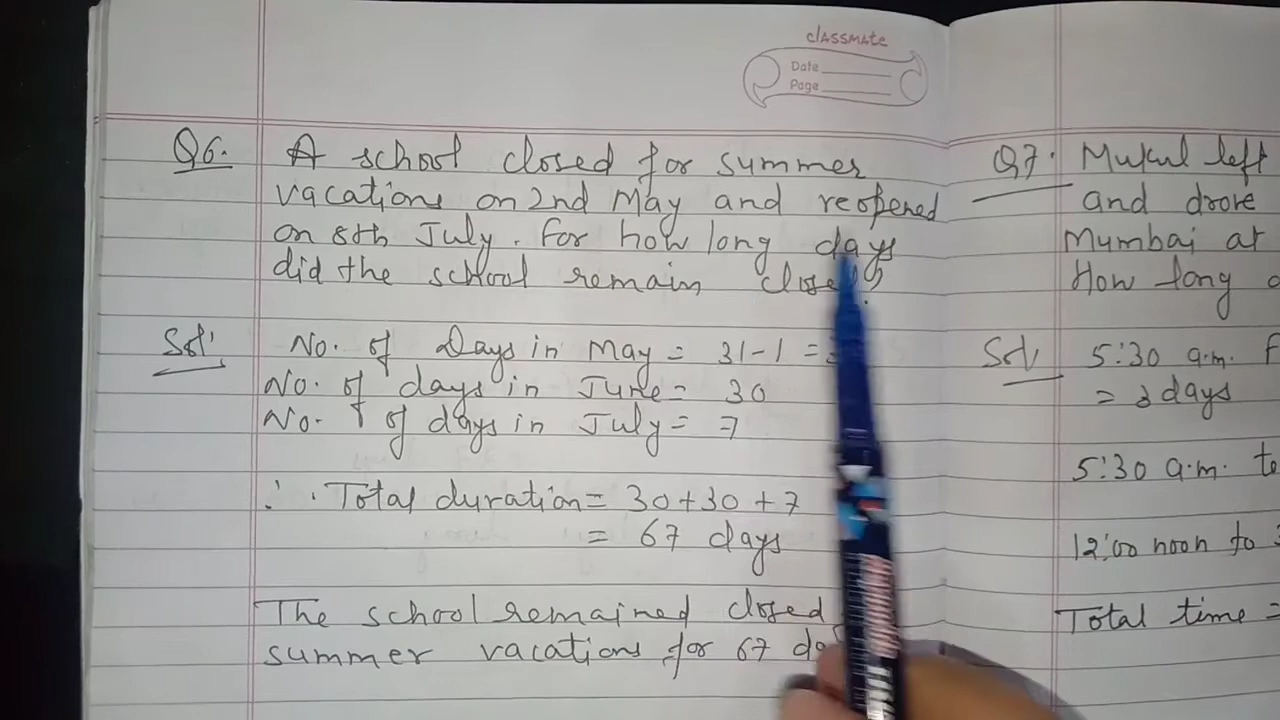 classmate
Date
Page
Q6. A school closed for summer
vacations on 2nd May and reopened
on 8th July. For how long days
did the school remain closed?
Sol. No. of Days in May = 31-1 =
No. of days in June = 30
No. of days in July = 7
∴ Total duration = 30+30+7
= 67 days
The school remained closed
summer vacations for 67
Q7. Mukul left
and drove
Mumbai at
How long
Sol. 5:30 a.m.
= 2 days
5:30 a.m. to
12:00 noon to
Total time =